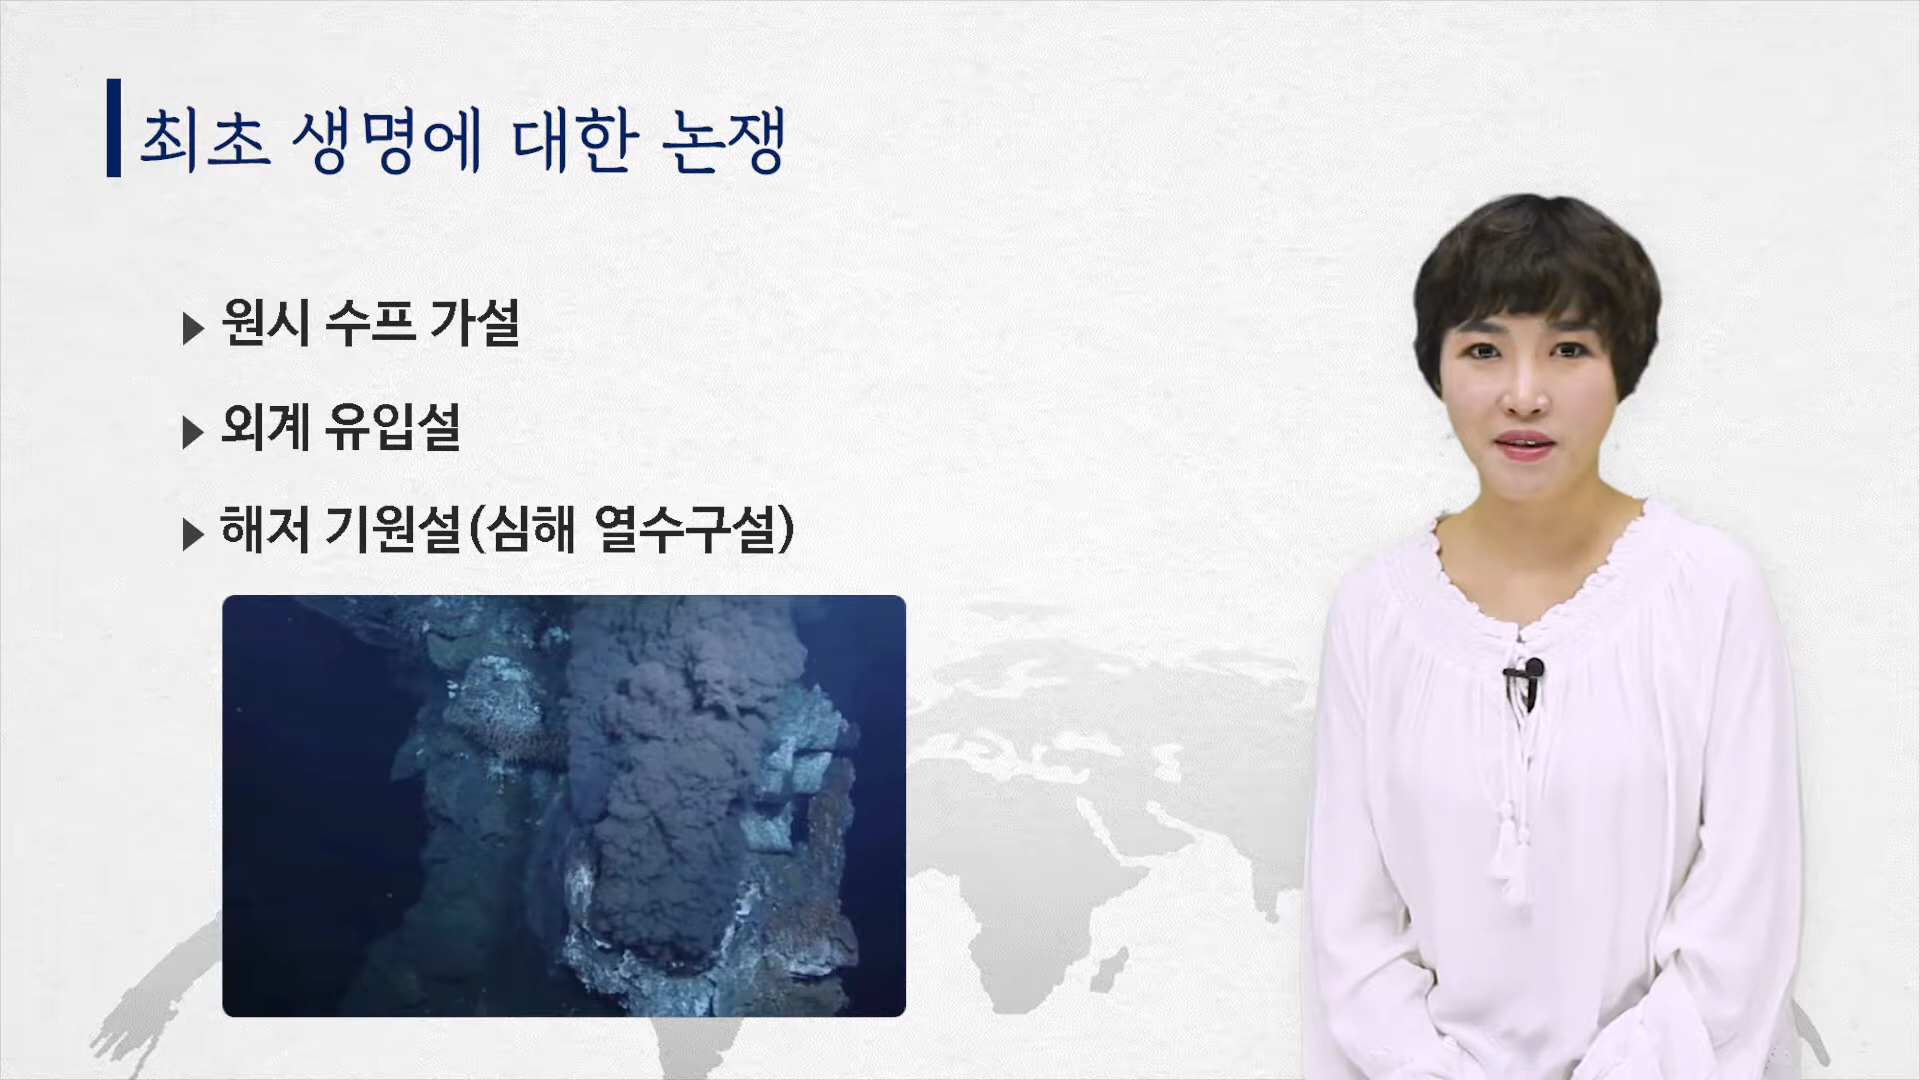 최초 생명에 대한 논쟁
원시 수프 가설
외계 유입설
해저 기원설(심해 열수구설)